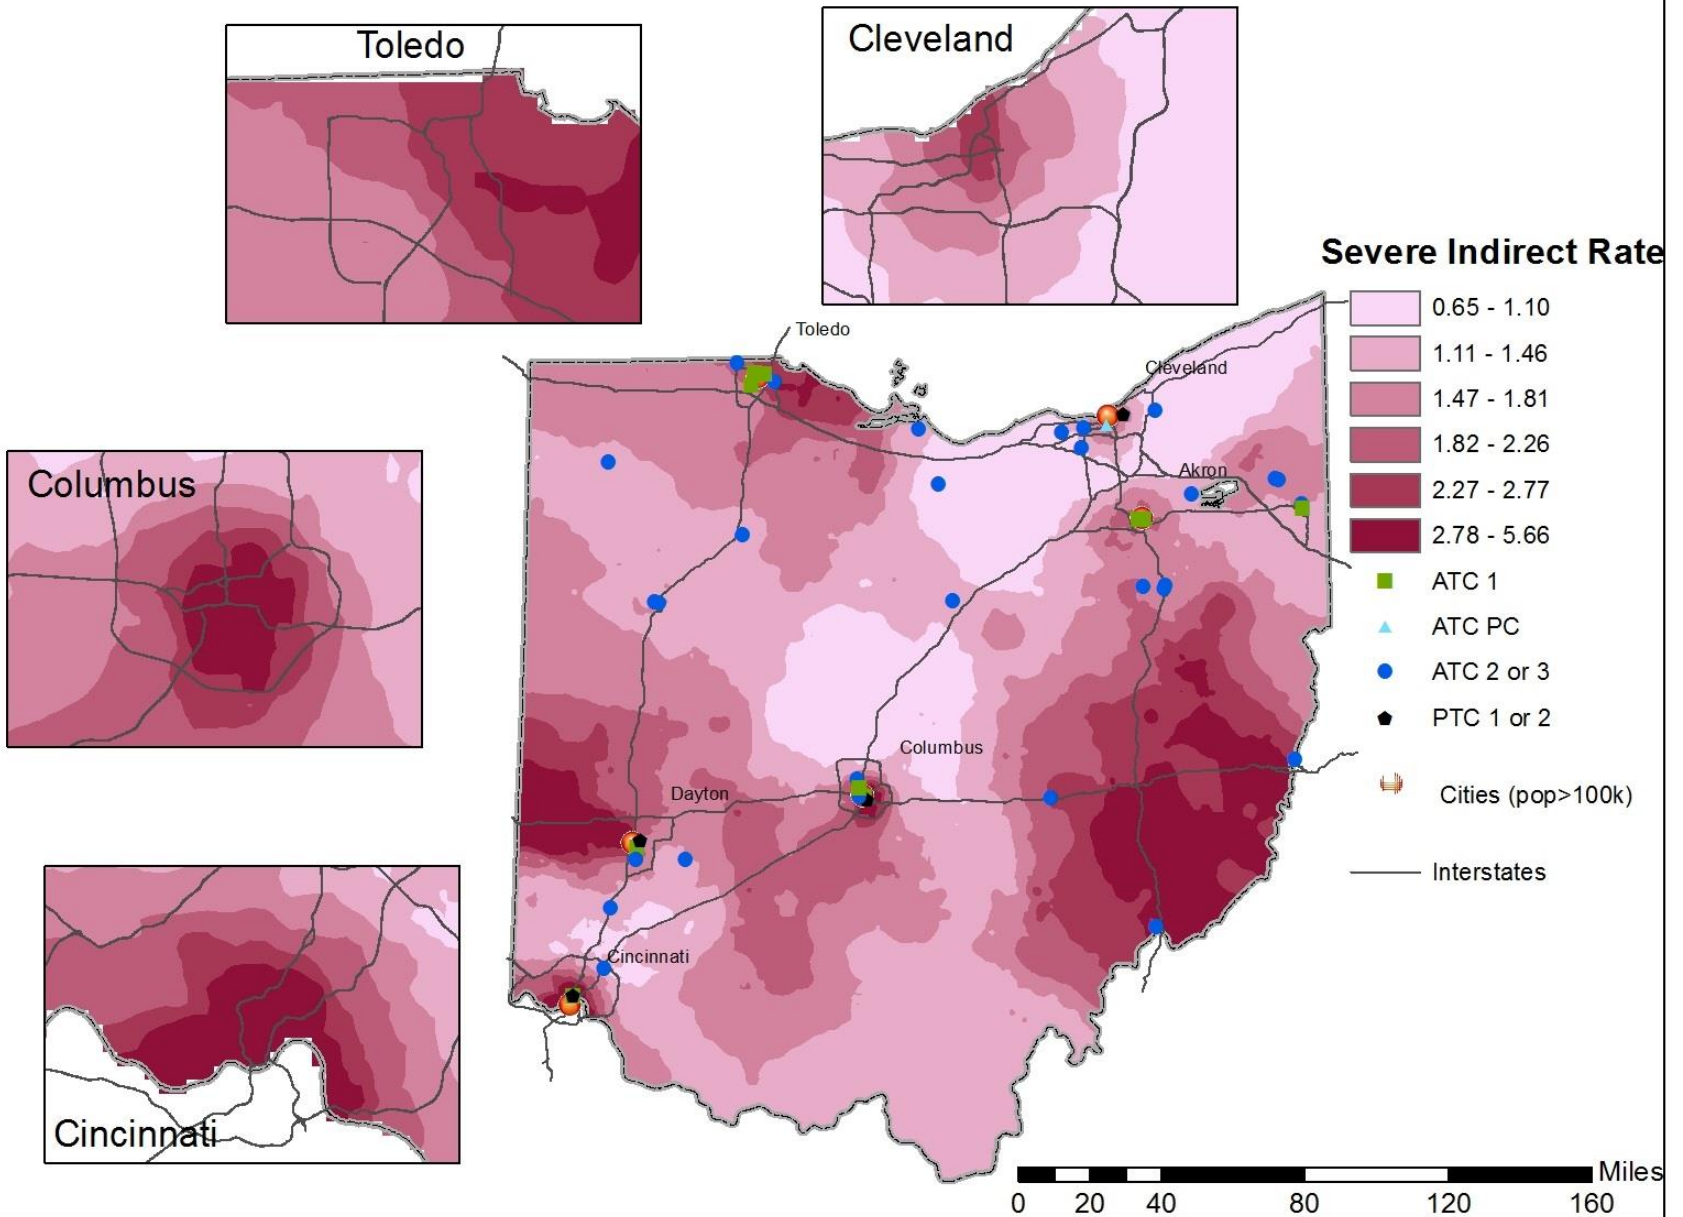 Toledo
Cleveland
Columbus
Cincinnati
Toledo
Cleveland
Akron
Columbus
Dayton
Cincinnati
Severe Indirect Rate
0.65 - 1.10
1.11 - 1.46
1.47 - 1.81
1.82 - 2.26
2.27 - 2.77
2.78 - 5.66
ATC 1
ATC PC
ATC 2 or 3
PTC 1 or 2
Cities (pop>100k)
Interstates
Miles
0 20 40 80 120 160